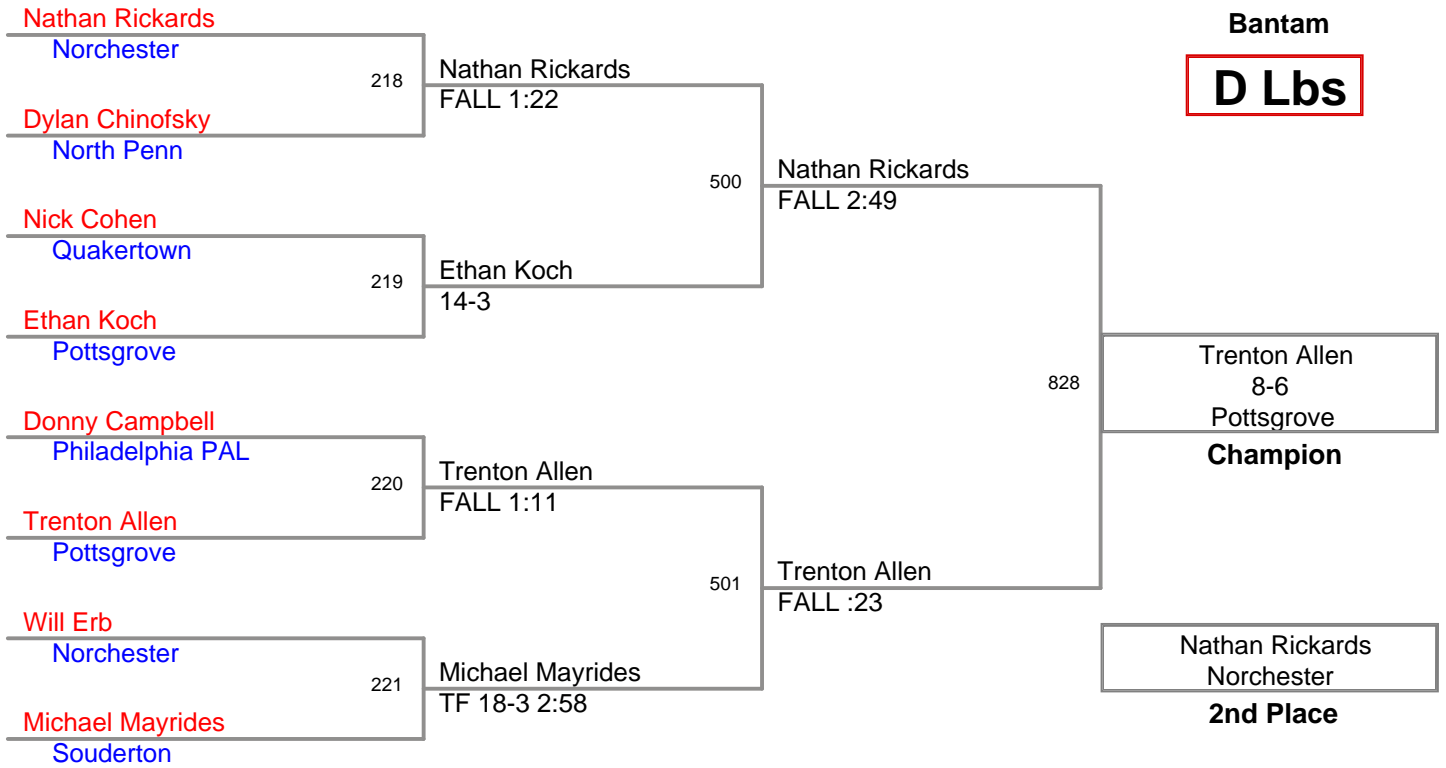 Nathan Rickards
Norchester
218
Dylan Chinofsky
North Penn
Nick Cohen
Quakertown
219
Ethan Koch
Pottsgrove
Donny Campbell
Philadelphia PAL
220
Trenton Allen
Pottsgrove
Will Erb
Norchester
221
Michael Mayrides
Souderton
Nathan Rickards
FALL 1:22
500
Ethan Koch
14-3
Trenton Allen
FALL 1:11
501
Michael Mayrides
TF 18-3 2:58
Nathan Rickards
FALL 2:49
828
Trenton Allen
FALL :23
Bantam
D Lbs
Trenton Allen
8-6
Pottsgrove
Champion
Nathan Rickards
Norchester
2nd Place